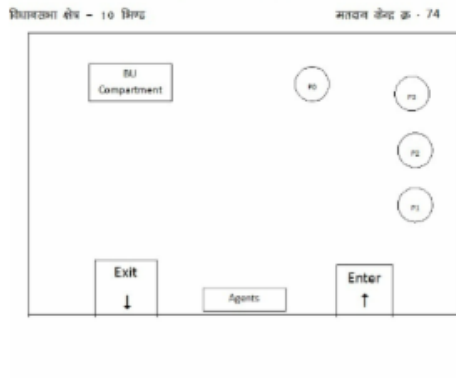 विधानसभा क्षेत्र - 10 भिण्ड
मतदान केन्द्र क्र - 74
BU
Compartment
P0
P3
P2
P1
Exit
↓
Agents
Enter
↑